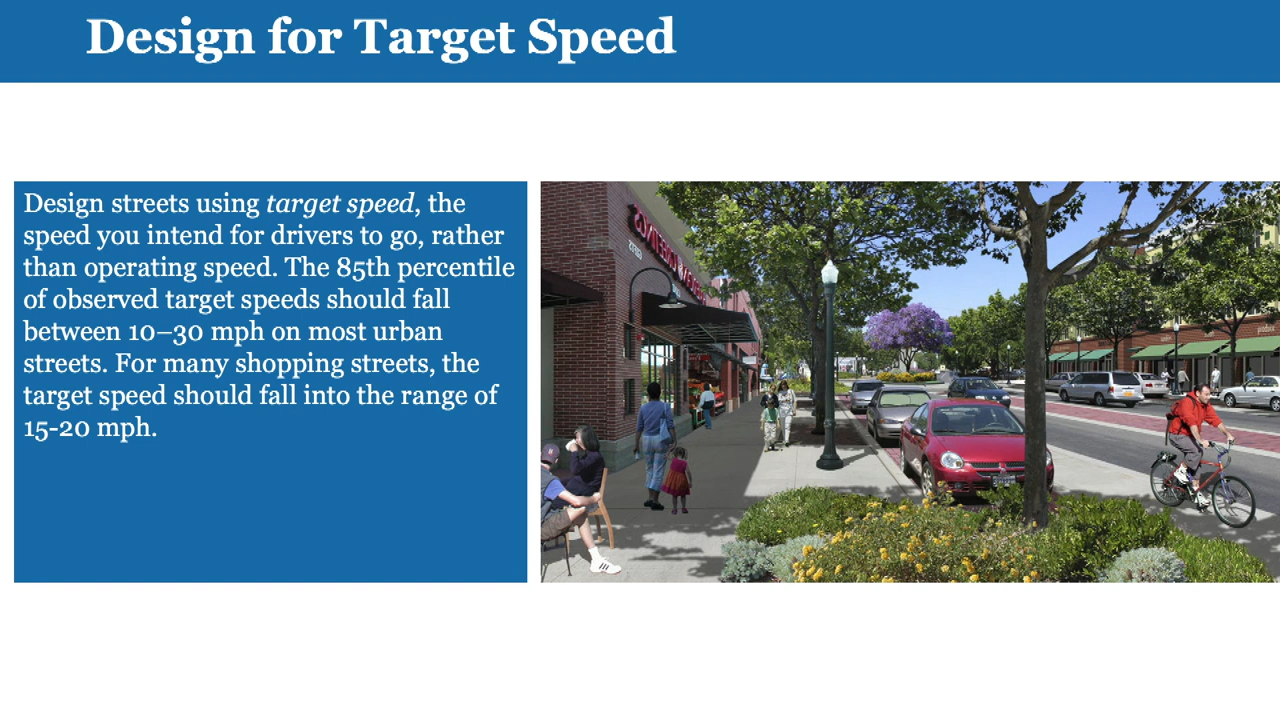 Design for Target Speed
Design streets using target speed, the
speed you intend for drivers to go, rather
than operating speed. The 85th percentile
of observed target speeds should fall
between 10–30 mph on most urban
streets. For many shopping streets, the
target speed should fall into the range of
15-20 mph.
produce